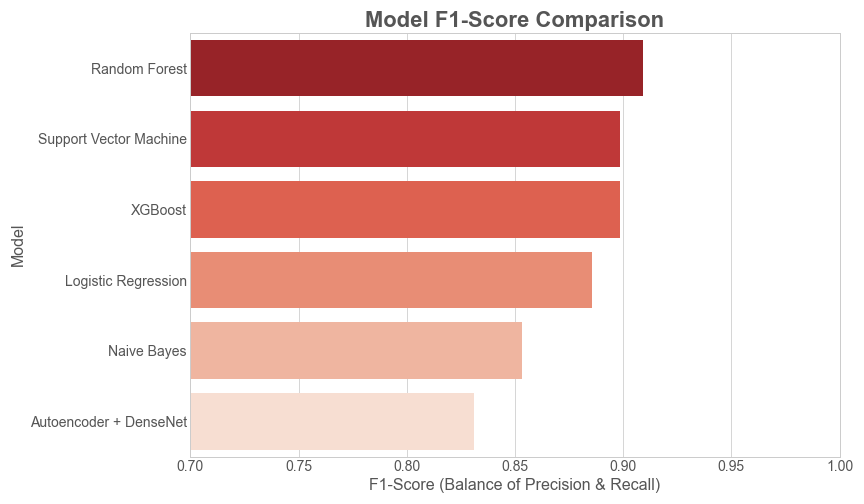 Model F1-Score Comparison
Model
Random Forest
Support Vector Machine
XGBoost
Logistic Regression
Naive Bayes
Autoencoder + DenseNet
0.70 0.75 0.80 0.85 0.90 0.95 1.00
F1-Score (Balance of Precision & Recall)